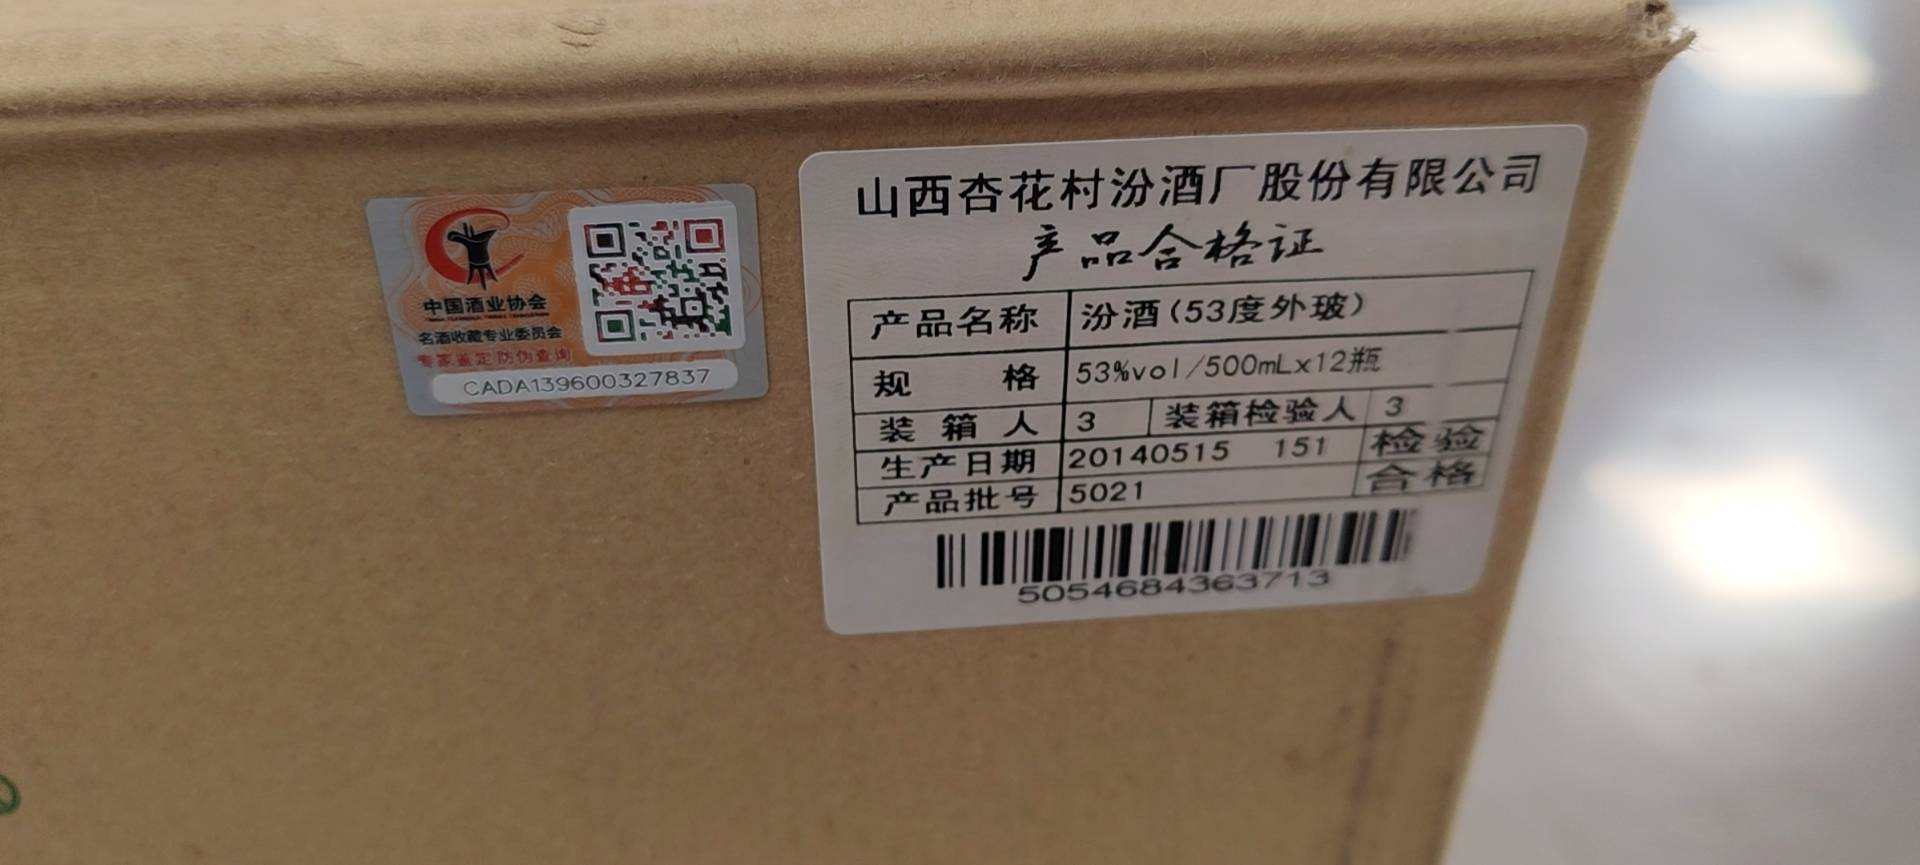 中国酒业协会
名酒收藏专业委员会
专家鉴定 防伪查询
CADA139600327837
山西杏花村汾酒厂股份有限公司
产品合格证
产品名称 汾酒(53度外玻)
规 格 53%vol/500mL×12瓶
装 箱 人 3 装箱检验人 3
生产日期 20140515 151 检验
产品批号 5021 合格
5054684363713